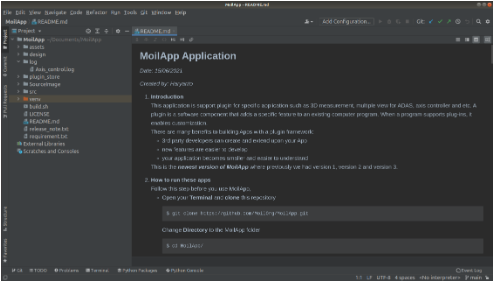 MoilApp - README.md
File Edit View Navigate Code Refactor Run Tools Git Window Help
MoilApp README.md
Add Configuration...
Git:
Project
README.md
MoilApp ~/Documents/MoilApp
assets
design
log
Axis_control.log
plugin_store
SourceImage
src
venv
build.sh
LICENSE
README.md
release_note.txt
requirement.txt
External Libraries
Scratches and Consoles
MoilApp Application
Date: 15/06/2021
Created by: Haryanto
1. Introduction
This application is support plugin for specific application such as 3D measurement, multiple view for ADAS, axis controller and etc. A
plugin is a software component that adds a specific feature to an existing computer program. When a program supports plug-ins, it
enables customization.
There are many benefits to building Apps with a plugin framework:
3rd party developers can create and extend upon your App
new features are easier to develop
your application becomes smaller and easier to understand
This is the newest version of MoilApp where previously we had version 1, version 2 and version 3.
2. How to run these apps
Follow this step before you use MoilApp.
Open your Terminal and clone this repository
$ git clone https://github.com/MoilOrg/MoilApp.git
Change Directory to the MoilApp folder
$ cd MoilApp/
Project
Commit
Pull Requests
Structure
Favorites
Git TODO Problems Terminal Python Packages Python Console Event Log
LF UTF-8 4 spaces <No interpreter> main